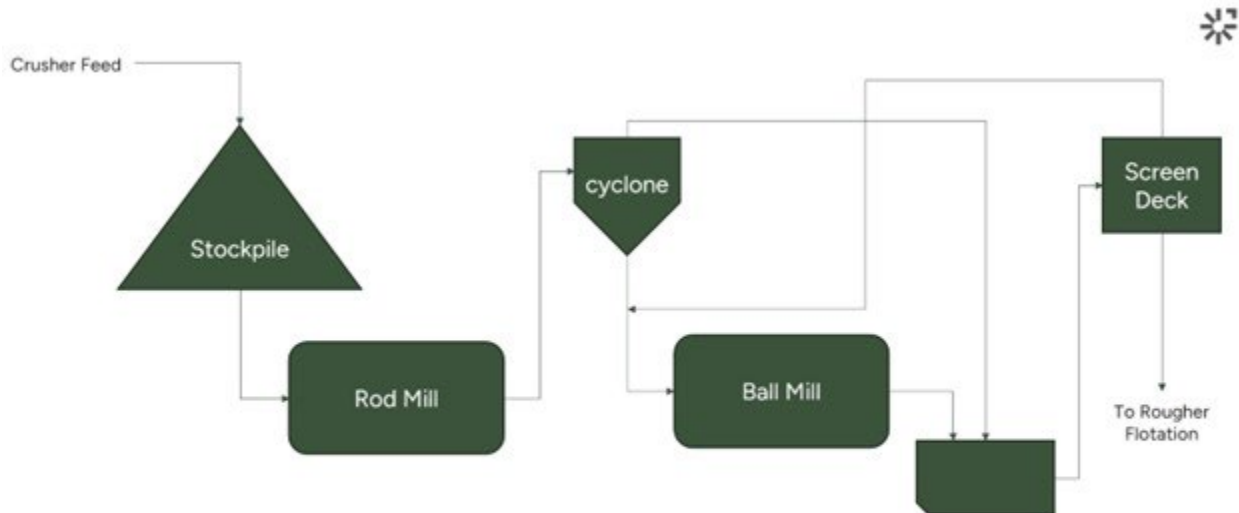 Crusher Feed
Stockpile
Rod Mill
cyclone
Ball Mill
Screen
Deck
To Rougher
Flotation